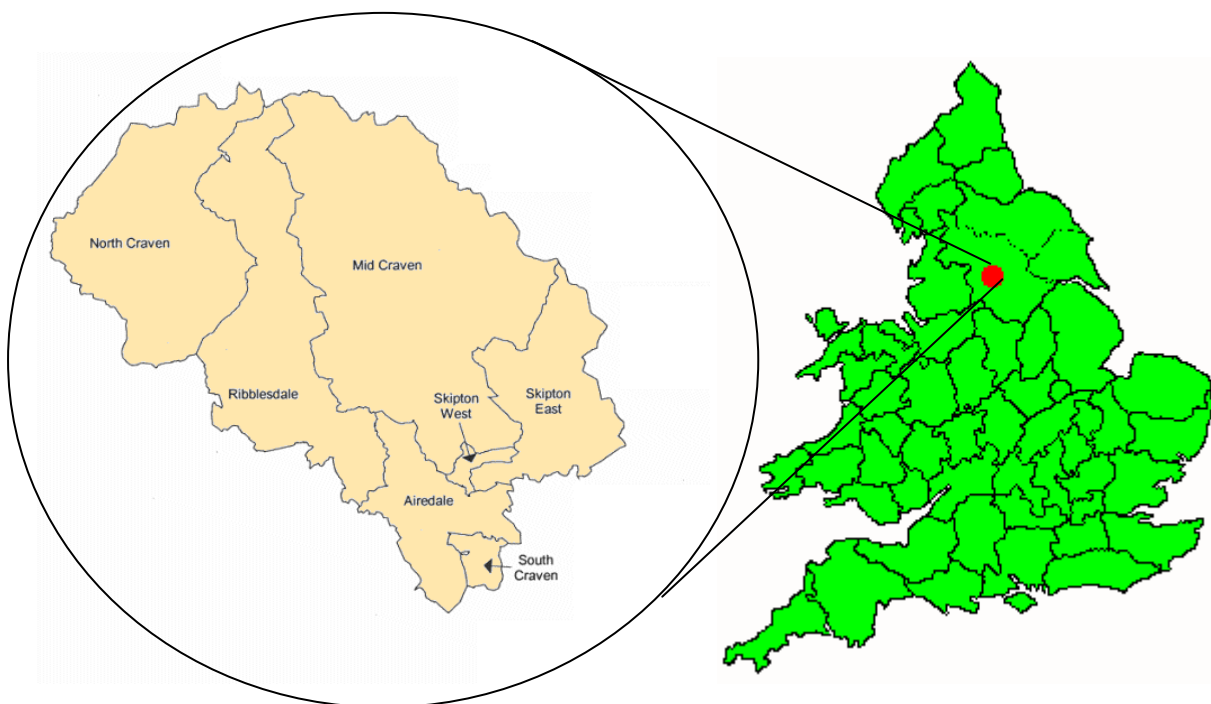 North Craven
Mid Craven
Ribblesdale
Skipton
West
Skipton
East
Airedale
South
Craven